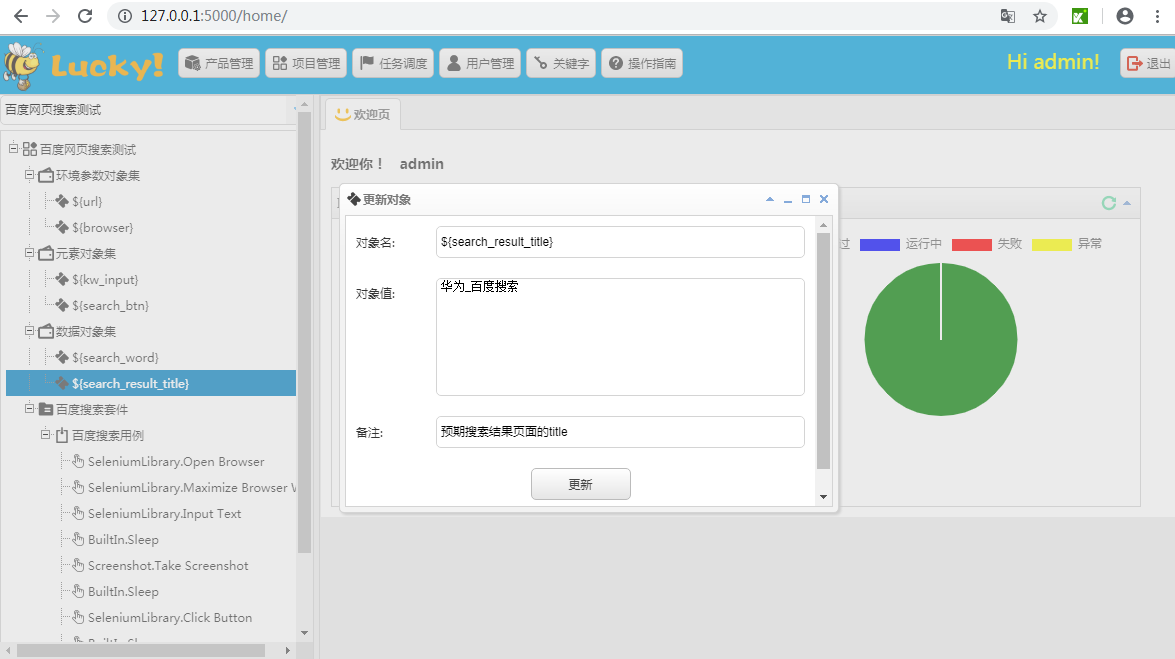 127.0.0.1:5000/home/
Lucky!
产品管理
项目管理
任务调度
用户管理
关键字
操作指南
Hi admin!
退出
百度网页搜索测试
欢迎页
百度网页搜索测试
环境参数对象集
${url}
${browser}
元素对象集
${kw_input}
${search_btn}
数据对象集
${search_word}
${search_result_title}
百度搜索套件
百度搜索用例
SeleniumLibrary.Open Browser
SeleniumLibrary.Maximize Browser
SeleniumLibrary.Input Text
BuiltIn.Sleep
Screenshot.Take Screenshot
BuiltIn.Sleep
SeleniumLibrary.Click Button
欢迎你！ admin
更新对象
对象名:
${search_result_title}
对象值:
华为_百度搜索
备注:
预期搜索结果页面的title
更新
过
运行中
失败
异常